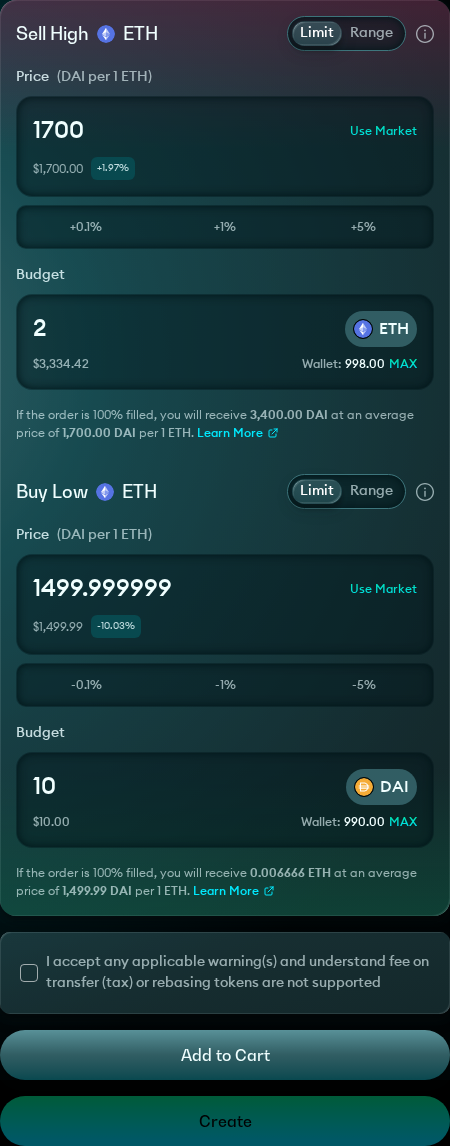 Sell High ETH Limit Range
Price (DAI per 1 ETH)
1700 Use Market
$1,700.00 +1.97%
+0.1% +1% +5%
Budget
2 ETH
$3,334.42 Wallet: 998.00 MAX
If the order is 100% filled, you will receive 3,400.00 DAI at an average
price of 1,700.00 DAI per 1 ETH. Learn More
Buy Low ETH Limit Range
Price (DAI per 1 ETH)
1499.999999 Use Market
$1,499.99 -10.03%
-0.1% -1% -5%
Budget
10 DAI
$10.00 Wallet: 990.00 MAX
If the order is 100% filled, you will receive 0.006666 ETH at an average
price of 1,499.99 DAI per 1 ETH. Learn More
I accept any applicable warning(s) and understand fee on
transfer (tax) or rebasing tokens are not supported
Add to Cart
Create